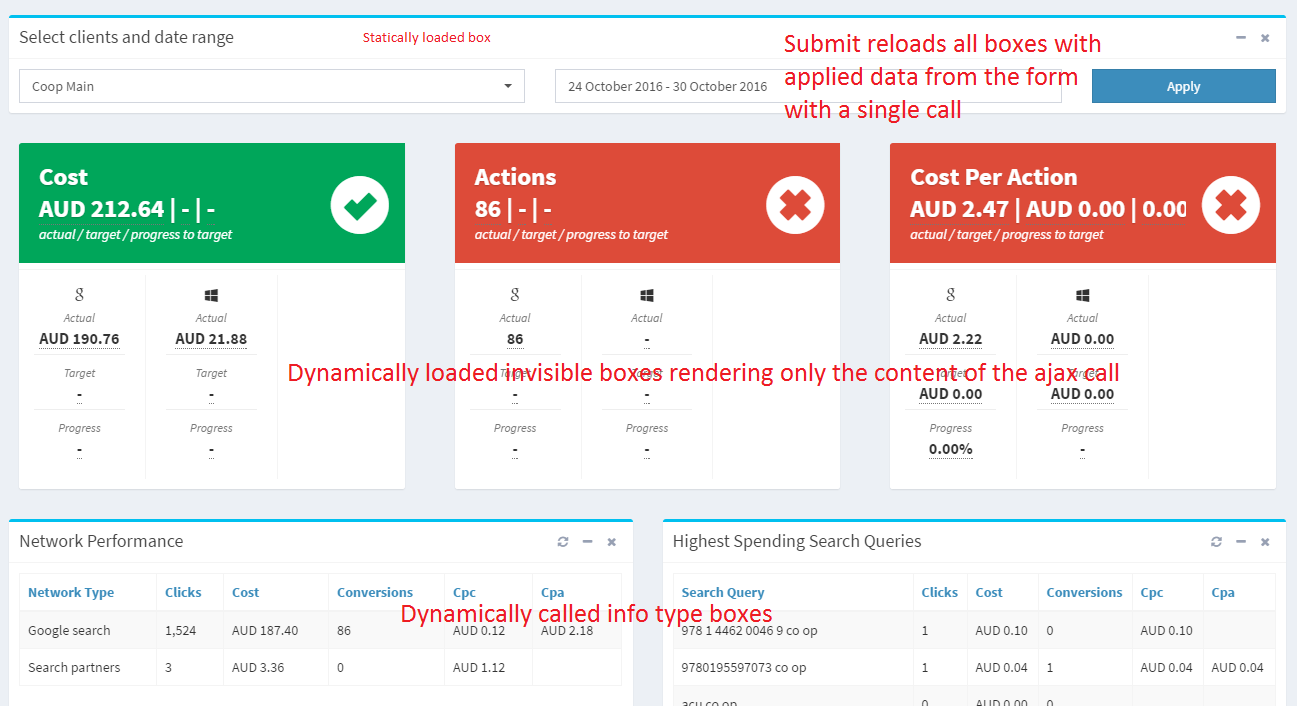 Select clients and date range
Statically loaded box
Submit reloads all boxes with
applied data from the form
with a single call
Coop Main
24 October 2016 - 30 October 2016
Apply
Cost
AUD 212.64 | - | -
actual / target / progress to target
Actions
86 | - | -
actual / target / progress to target
Cost Per Action
AUD 2.47 | AUD 0.00 | 0.00
actual / target / progress to target
Actual Actual
AUD 190.76 AUD 21.88
Target Target
- -
Progress Progress
- -
Actual Actual
86 -
Target
- -
Progress Progress
- -
Actual Actual
AUD 2.22 AUD 0.00
Target Target
AUD 0.00 AUD 0.00
Progress Progress
0.00% -
Dynamically loaded invisible boxes rendering only the content of the ajax call
Network Performance
Network Type Clicks Cost Conversions Cpc Cpa
Google search 1,524 AUD 187.40 86 AUD 0.12 AUD 2.18
Search partners 3 AUD 3.36 0 AUD 1.12
Dynamically called info type boxes
Highest Spending Search Queries
Search Query Clicks Cost Conversions Cpc Cpa
978 1 4462 0046 9 co op 1 AUD 0.10 0 AUD 0.10
9780195597073 co op 1 AUD 0.04 1 AUD 0.04 AUD 0.04
acu co op 0 AUD 0.00 0